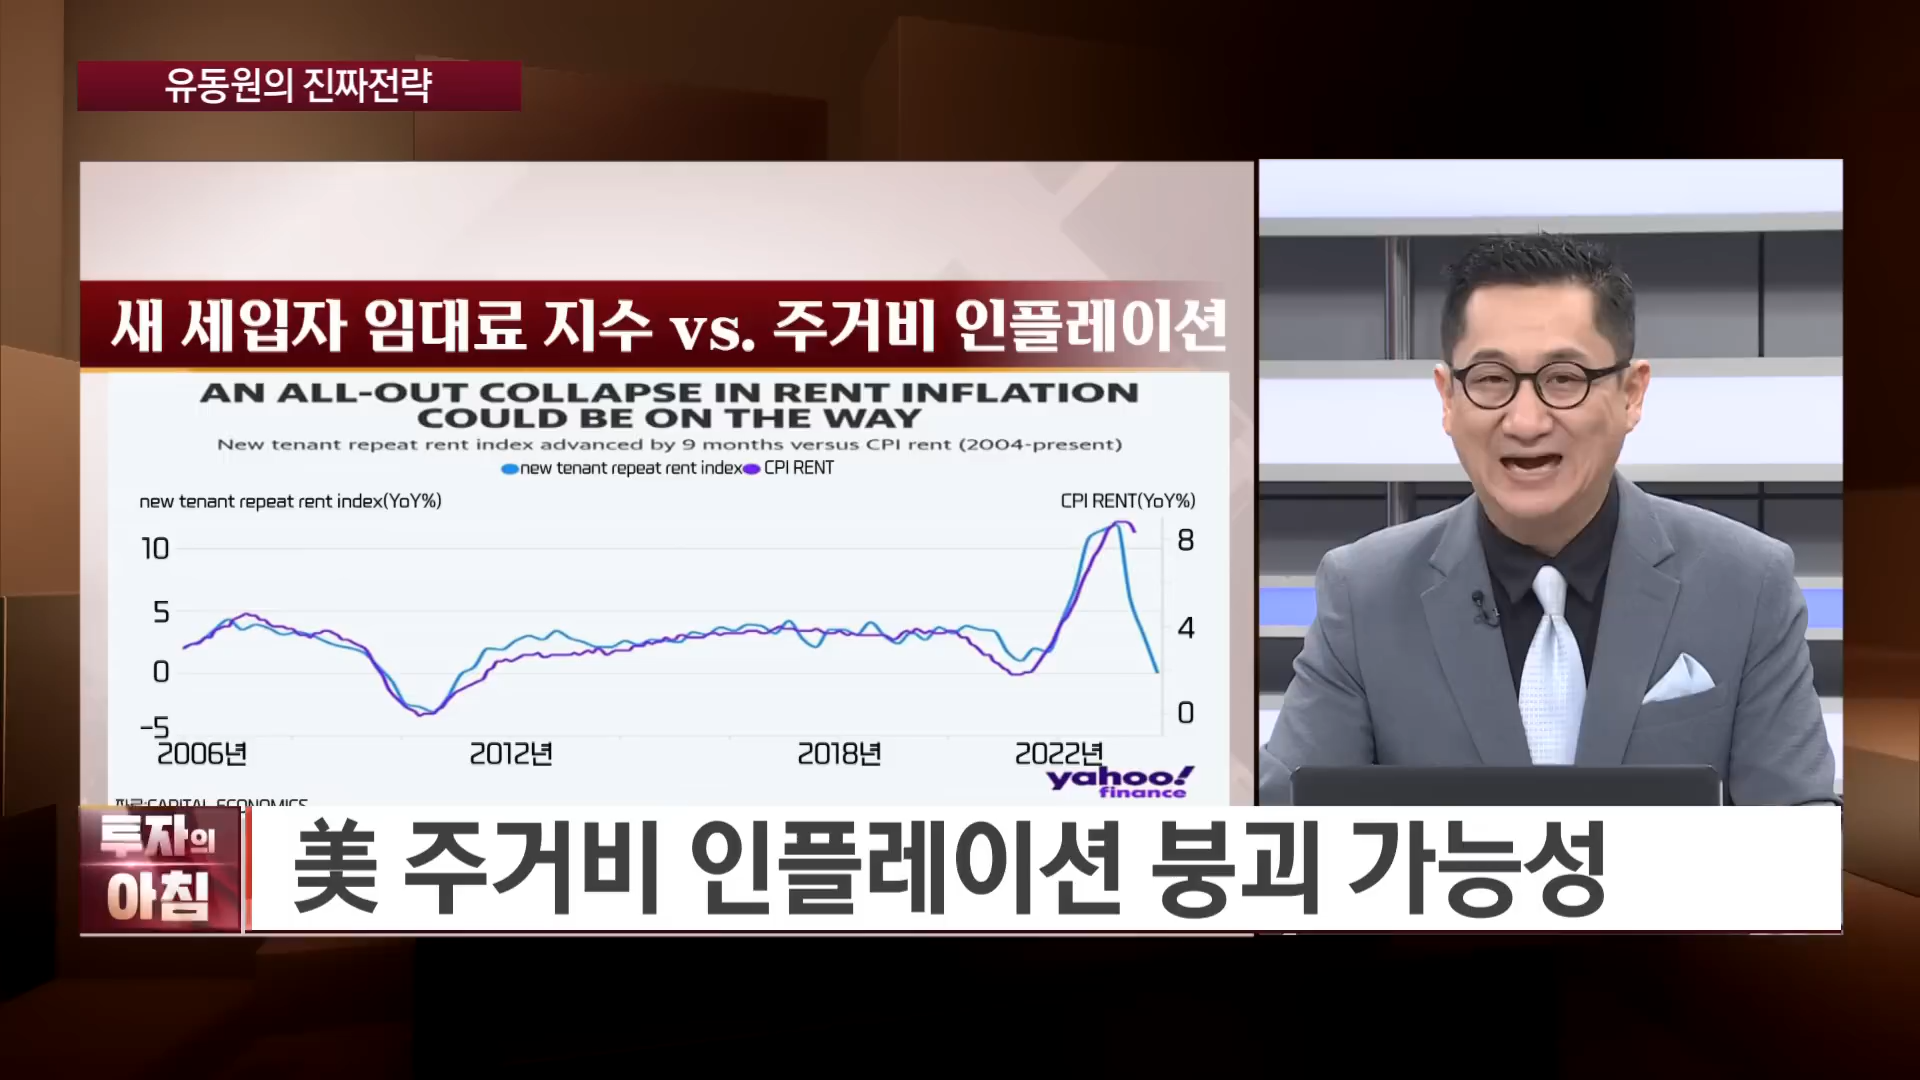 유동원의 진짜전략
새 세입자 임대료 지수 vs. 주거비 인플레이션
AN ALL-OUT COLLAPSE IN RENT INFLATION
COULD BE ON THE WAY
New tenant repeat rent index advanced by 9 months versus CPI rent (2004-present)
new tenant repeat rent index CPI RENT
new tenant repeat rent index(YoY%) CPI RENT(YoY%)
10 8
5 4
0
-5 0
2006년 2012년 2018년 2022년
yahoo!
finance
자료:CAPITAL ECONOMICS
투자의
아침
美 주거비 인플레이션 붕괴 가능성